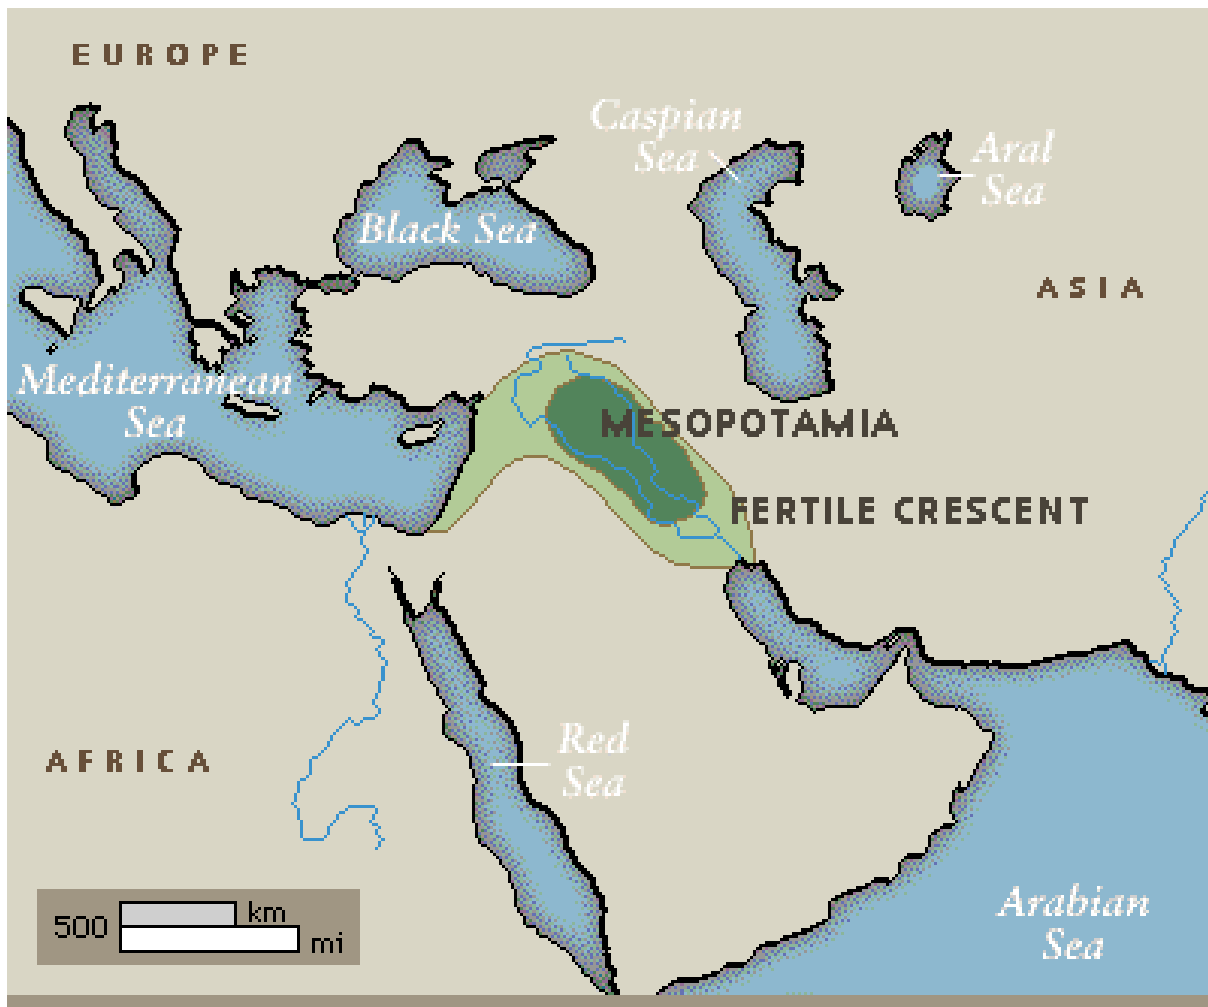 EUROPE
Caspian
Sea
Aral
Sea
Black Sea
ASIA
Mediterranean
Sea
MESOPOTAMIA
FERTILE CRESCENT
Red
Sea
AFRICA
Arabian
Sea
500 km
mi